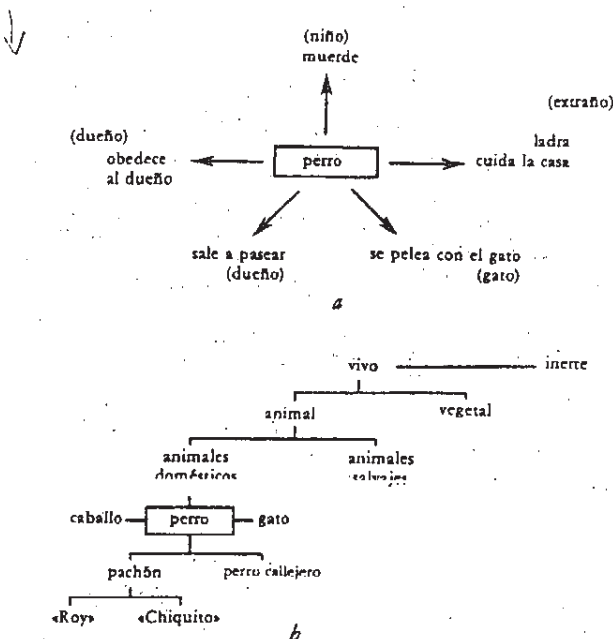 (niño)
muerde
(extraño)
(dueño)
ladra
obedece
perro
cuida la casa
al dueño
sale a pasear
se pelea con el gato
(dueño)
(gato)
a
vivo
inerte
animal
vegetal
animales
animales
domésticos
salvajes
caballo
perro
gato
pachón
perro callejero
«Roy»
«Chiquito»
b